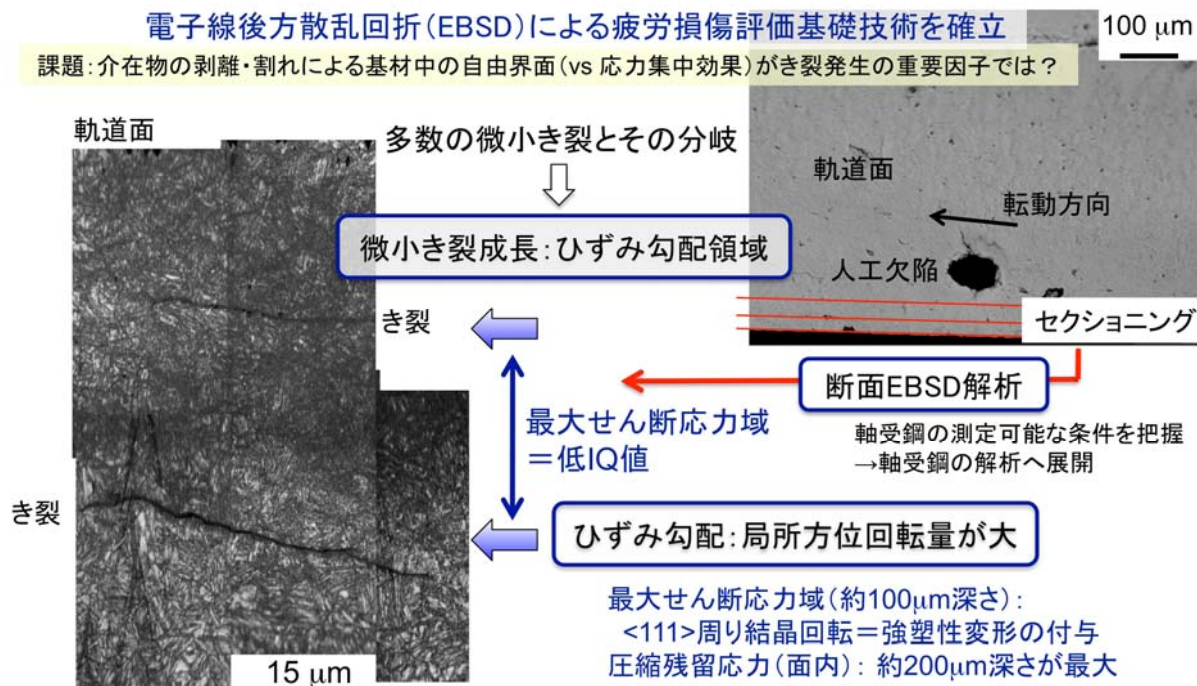 電子線後方散乱回折(EBSD)による疲労損傷評価基礎技術を確立
100 μm
課題:介在物の剥離・割れによる基材中の自由界面(vs 応力集中効果)がき裂発生の重要因子では?
軌道面
多数の微小き裂とその分岐
軌道面
転動方向
微小き裂成長:ひずみ勾配領域
人工欠陥
き裂
セクショニング
断面EBSD解析
最大せん断応力域
=低IQ値
軸受鋼の測定可能な条件を把握
→軸受鋼の解析へ展開
き裂
ひずみ勾配:局所方位回転量が大
最大せん断応力域(約100μm深さ):
<111>周り結晶回転=強塑性変形の付与
圧縮残留応力(面内): 約200μm深さが最大
15 μm